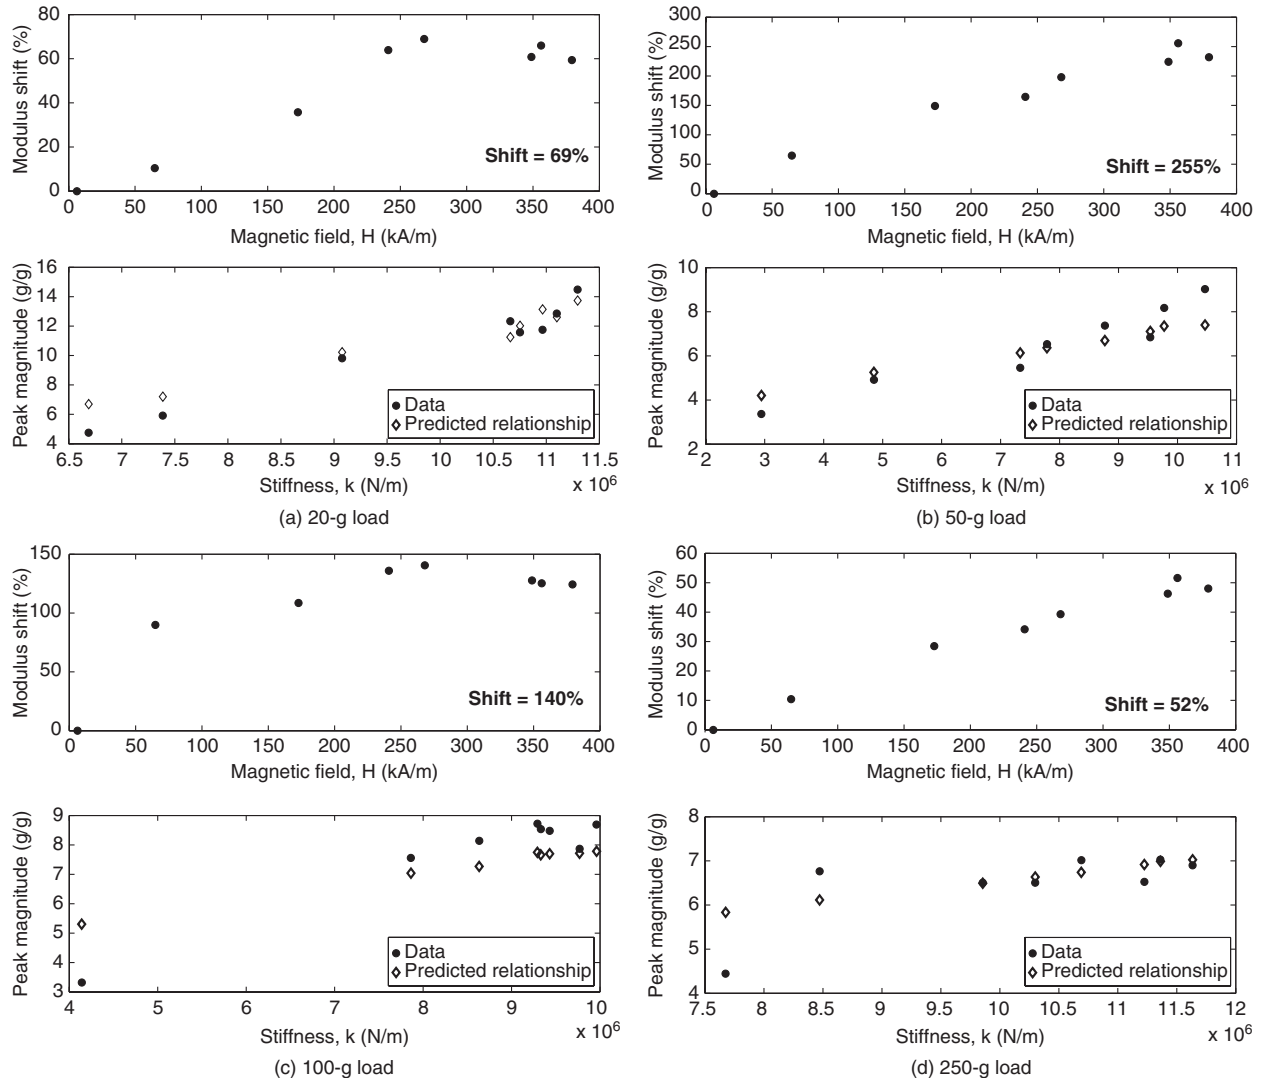 Modulus shift (%)
80
60
40
20
0
Shift = 69%
0 50 100 150 200 250 300 350 400
Magnetic field, H (kA/m)
Peak magnitude (g/g)
16
14
12
10
8
6
4
Data
Predicted relationship
6.5 7 7.5 8 8.5 9 9.5 10 10.5 11 11.5
Stiffness, k (N/m)
x 10⁶
(a) 20-g load
Modulus shift (%)
300
250
200
150
100
50
0
Shift = 255%
0 50 100 150 200 250 300 350 400
Magnetic field, H (kA/m)
Peak magnitude (g/g)
10
8
6
4
2
Data
Predicted relationship
2 3 4 5 6 7 8 9 10 11
Stiffness, k (N/m)
x 10⁶
(b) 50-g load
Modulus shift (%)
150
100
50
0
Shift = 140%
0 50 100 150 200 250 300 350 400
Magnetic field, H (kA/m)
Peak magnitude (g/g)
9
8
7
6
5
4
3
Data
Predicted relationship
4 5 6 7 8 9 10
Stiffness, k (N/m)
x 10⁶
(c) 100-g load
Modulus shift (%)
60
50
40
30
20
10
0
Shift = 52%
0 50 100 150 200 250 300 350 400
Magnetic field, H (kA/m)
Peak magnitude (g/g)
8
7
6
5
4
Data
Predicted relationship
7.5 8 8.5 9 9.5 10 10.5 11 11.5 12
Stiffness, k (N/m)
x 10⁶
(d) 250-g load